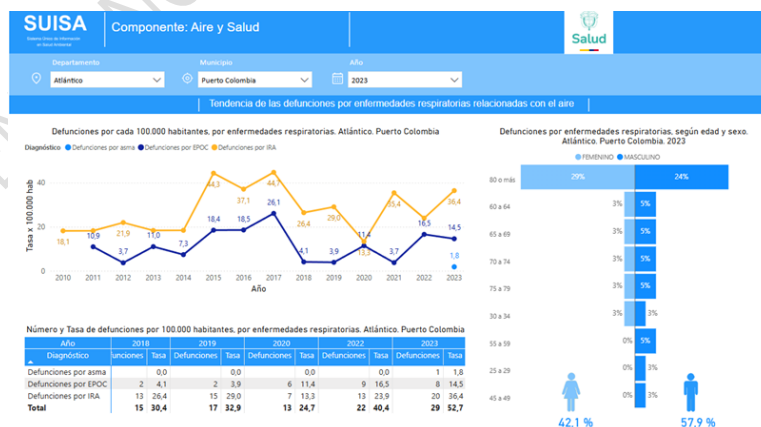 SUISA
Componente: Aire y Salud
Salud
Departamento
Municipio
Año
Atlántico
Puerto Colombia
2023
Tendencia de las defunciones por enfermedades respiratorias relacionadas con el aire
Defunciones por cada 100.000 habitantes, por enfermedades respiratorias. Atlántico. Puerto Colombia
Diagnóstico Defunciones por asma Defunciones por EPOC Defunciones por IRA
Tasa x 100.000 hab
40
20
0
18,1
10,9
21,9
3,7
11,0
7,3
44,3
18,4
37,1
18,5
44,7
26,1
26,4
4,1
29,0
3,9
11,4
13,3
35,4
3,7
16,5
36,4
14,5
1,8
2010 2011 2012 2013 2014 2015 2016 2017 2018 2019 2020 2021 2022 2023
Año
Número y Tasa de defunciones por 100.000 habitantes, por enfermedades respiratorias. Atlántico. Puerto Colombia
Año 2018 2019 2020 2022 2023
Diagnóstico unciones Tasa Defunciones Tasa Defunciones Tasa Defunciones Tasa Defunciones Tasa
Defunciones por asma 0,0 0,0 0,0 0,0 1 1,8
Defunciones por EPOC 2 4,1 2 3,9 6 11,4 9 16,5 8 14,5
Defunciones por IRA 13 26,4 15 29,0 7 13,3 13 23,9 20 36,4
Total 15 30,4 17 32,9 13 24,7 22 40,4 29 52,7
Defunciones por enfermedades respiratorias, según edad y sexo.
Atlántico. Puerto Colombia. 2023
FEMENINO MASCULINO
80 o más 29% 24%
60 a 64 3% 5%
65 a 69 3% 5%
70 a 74 3% 5%
75 a 79 3% 5%
30 a 34 3% 3%
55 a 59 0% 5%
25 a 29 0% 3%
45 a 49 0% 3%
42.1 %
57.9 %